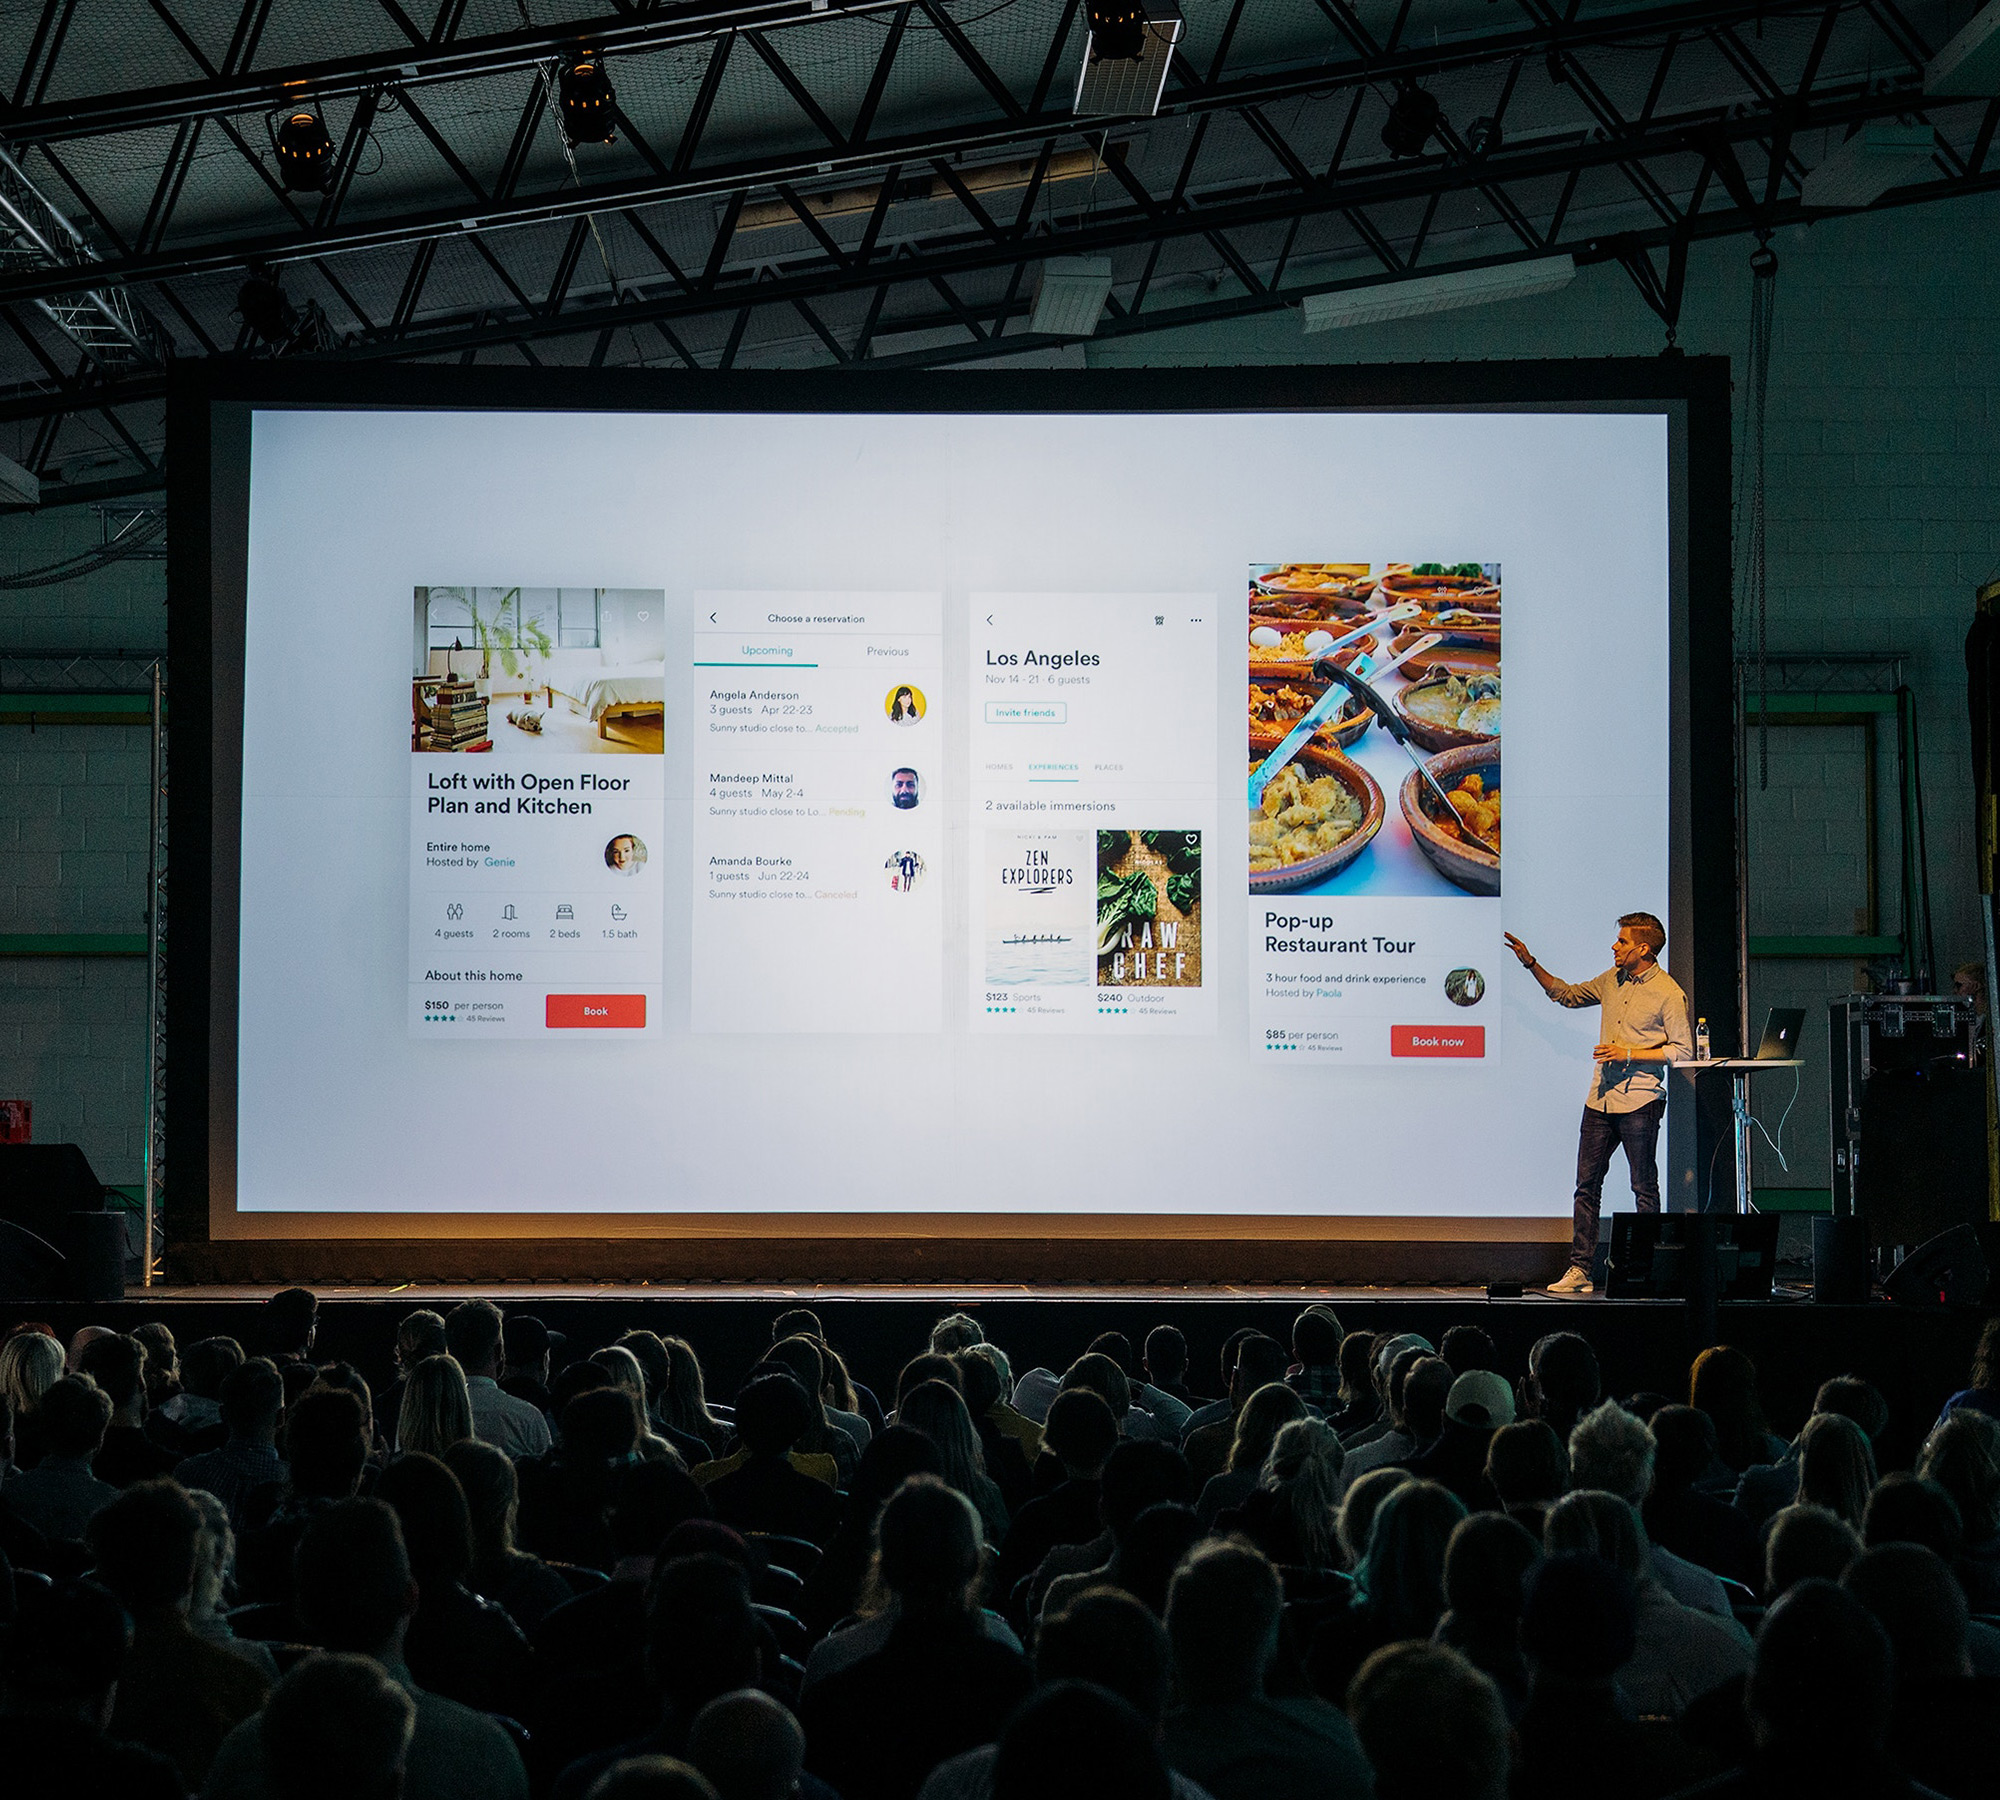 Loft with Open Floor
Plan and Kitchen
Entire home
Hosted by Genie
4 guests
2 rooms
2 beds
1.5 bath
About this home
$150 per person
45 Reviews
Book
Choose a reservation
Upcoming
Previous
Angela Anderson
3 guests Apr 22-23
Sunny studio close to... Accepted
Mandeep Mittal
4 guests May 2-4
Sunny studio close to Lo... Pending
Amanda Bourke
1 guests Jun 22-24
Sunny studio close to... Canceled
Los Angeles
Nov 14 - 21 · 6 guests
Invite friends
HOMES
EXPERIENCES
PLACES
2 available immersions
NICKI & PAM
ZEN
EXPLORERS
$123 Sports
45 Reviews
RAW
CHEF
$240 Outdoor
45 Reviews
Pop-up
Restaurant Tour
3 hour food and drink experience
Hosted by Paola
$85 per person
45 Reviews
Book now